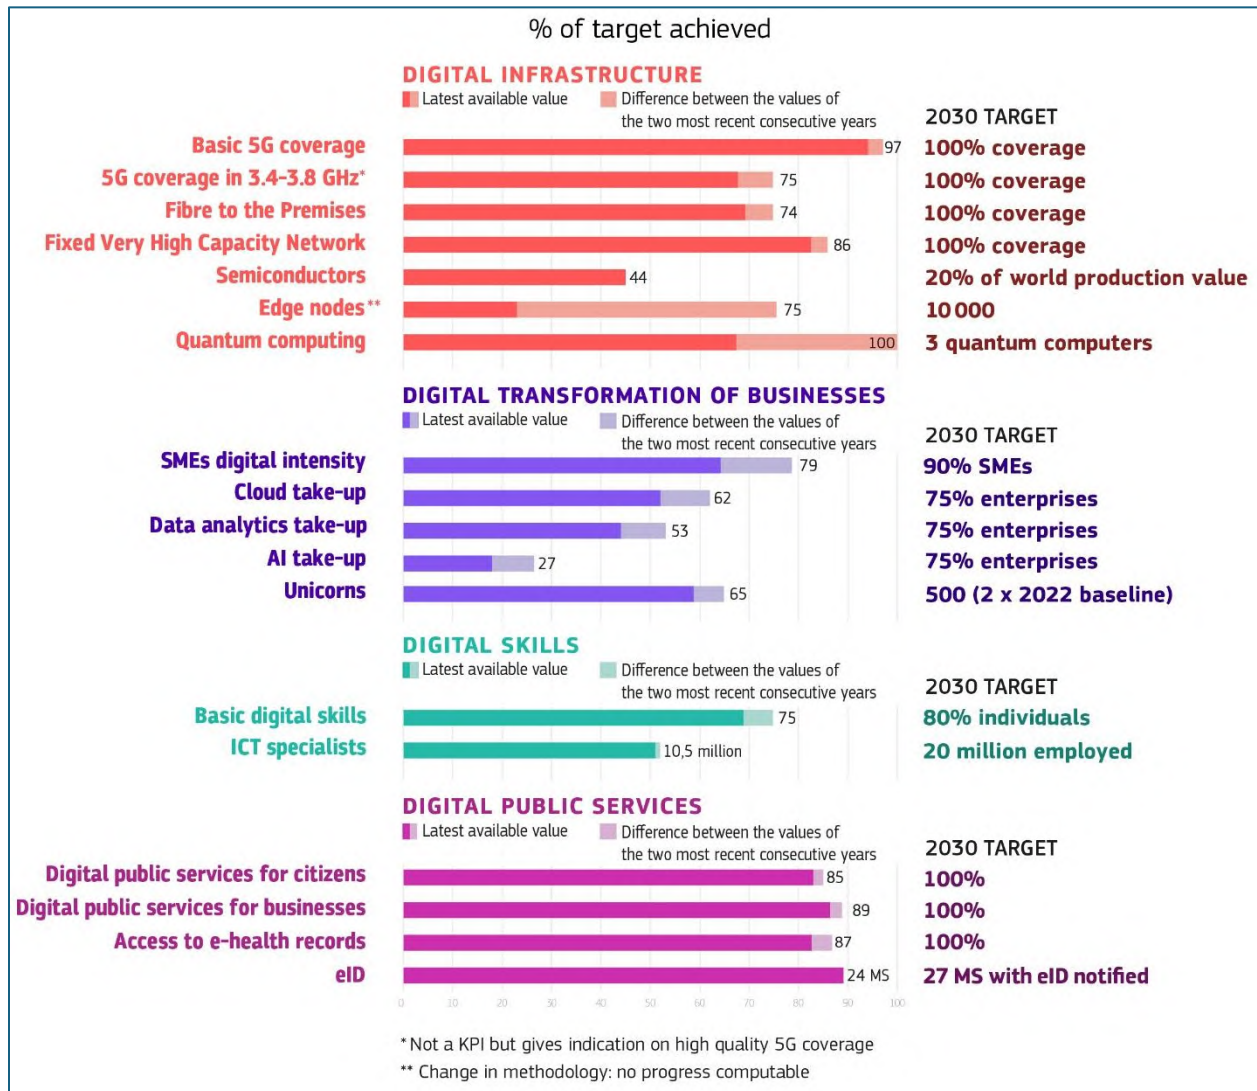 % of target achieved
DIGITAL INFRASTRUCTURE
Latest available value
Difference between the values of
the two most recent consecutive years
2030 TARGET
Basic 5G coverage 97 100% coverage
5G coverage in 3.4-3.8 GHz* 75 100% coverage
Fibre to the Premises 74 100% coverage
Fixed Very High Capacity Network 86 100% coverage
Semiconductors 44 20% of world production value
Edge nodes** 75 10 000
Quantum computing 100 3 quantum computers
DIGITAL TRANSFORMATION OF BUSINESSES
Latest available value
Difference between the values of
the two most recent consecutive years
2030 TARGET
SMEs digital intensity 79 90% SMEs
Cloud take-up 62 75% enterprises
Data analytics take-up 53 75% enterprises
AI take-up 27 75% enterprises
Unicorns 65 500 (2 x 2022 baseline)
DIGITAL SKILLS
Latest available value
Difference between the values of
the two most recent consecutive years
2030 TARGET
Basic digital skills 75 80% individuals
ICT specialists 10,5 million 20 million employed
DIGITAL PUBLIC SERVICES
Latest available value
Difference between the values of
the two most recent consecutive years
2030 TARGET
Digital public services for citizens 85 100%
Digital public services for businesses 89 100%
Access to e-health records 87 100%
eID 24 MS 27 MS with eID notified
0 10 20 30 40 50 60 70 80 90 100
* Not a KPI but gives indication on high quality 5G coverage
** Change in methodology: no progress computable